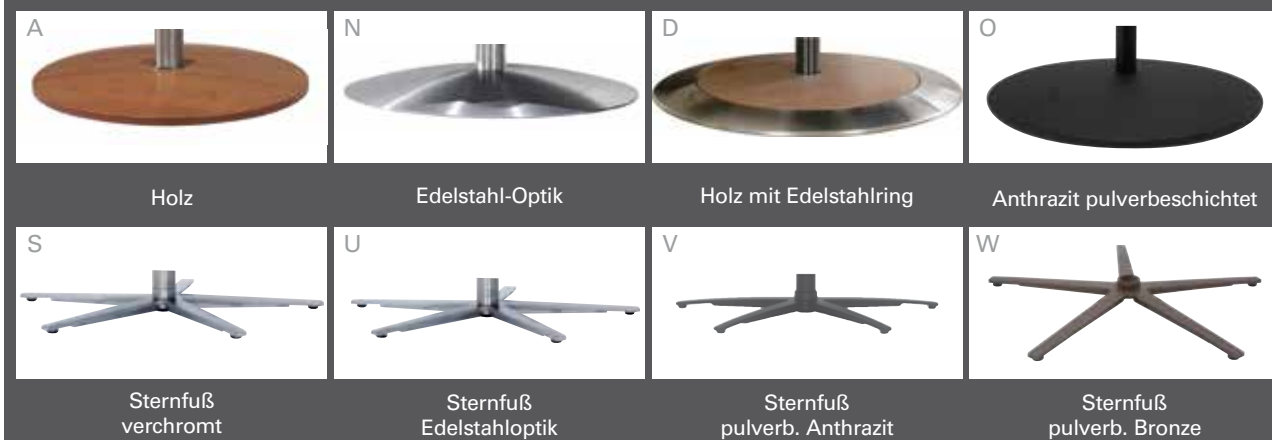 A
N
D
O
Holz
Edelstahl-Optik
Holz mit Edelstahlring
Anthrazit pulverbeschichtet
S
U
V
W
Sternfuß
verchromt
Sternfuß
Edelstahloptik
Sternfuß
pulverb. Anthrazit
Sternfuß
pulverb. Bronze